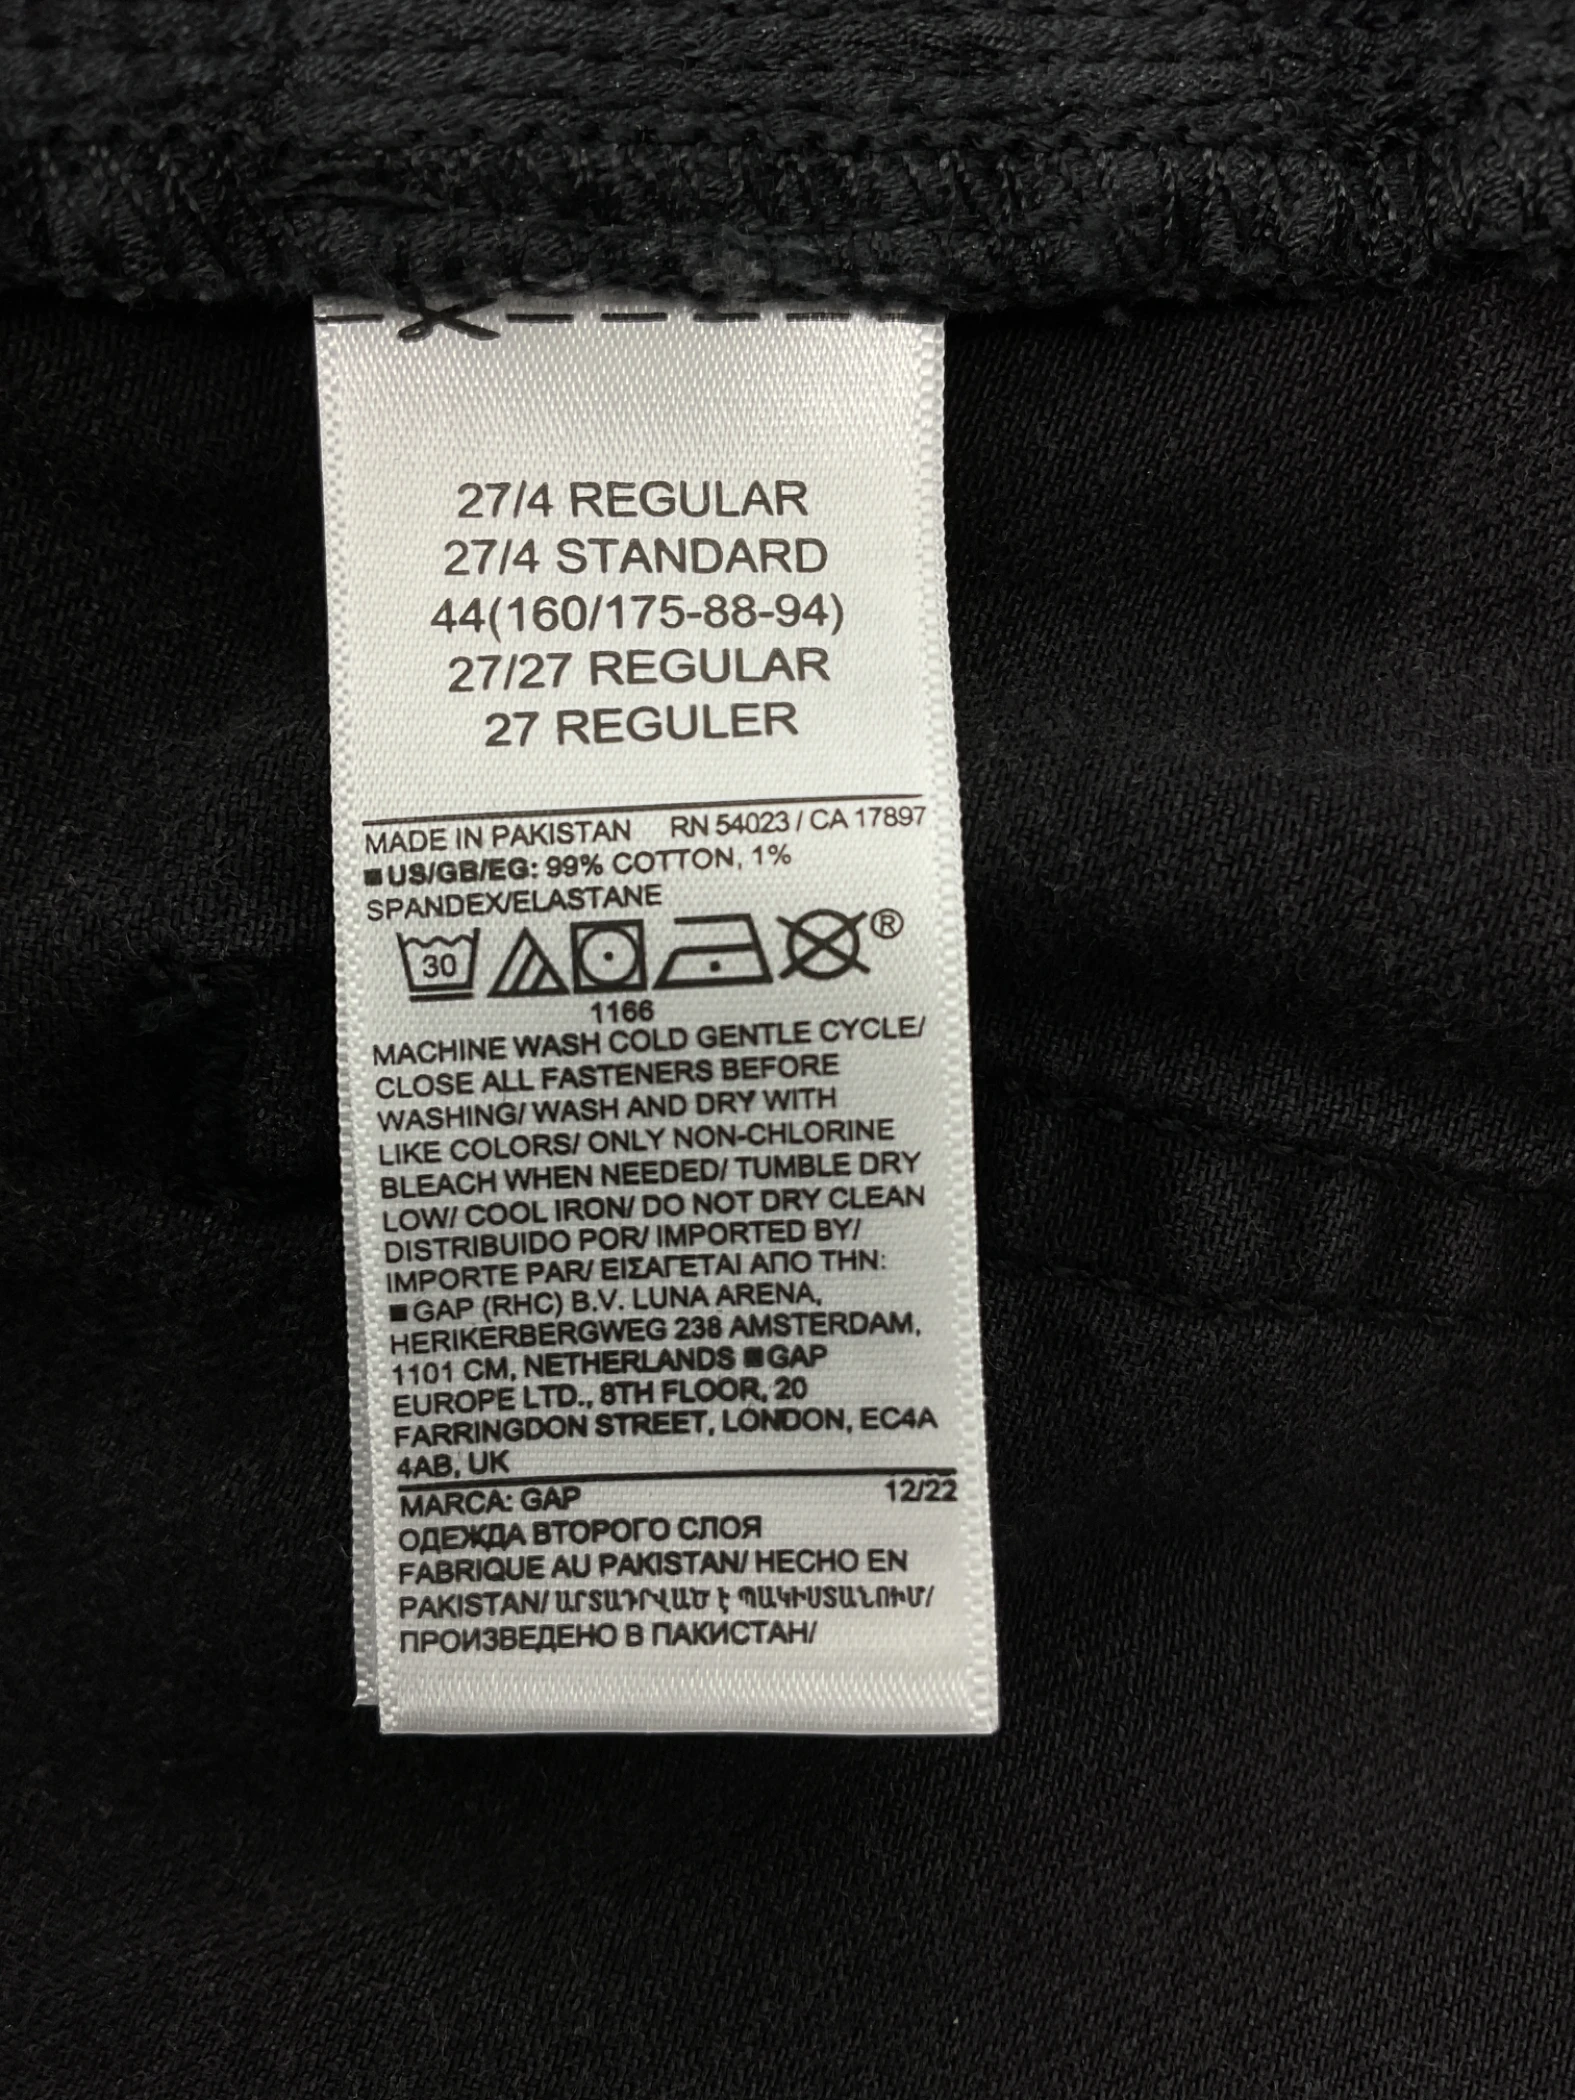 27/4 REGULAR
27/4 STANDARD
44(160/175-88-94)
27/27 REGULAR
27 REGULER
MADE IN PAKISTAN RN 54023 / CA 17897
■US/GB/EG: 99% COTTON, 1%
SPANDEX/ELASTANE
30 ®
1166
MACHINE WASH COLD GENTLE CYCLE/
CLOSE ALL FASTENERS BEFORE
WASHING/ WASH AND DRY WITH
LIKE COLORS/ ONLY NON-CHLORINE
BLEACH WHEN NEEDED/ TUMBLE DRY
LOW/ COOL IRON/ DO NOT DRY CLEAN
DISTRIBUIDO POR/ IMPORTED BY/
IMPORTE PAR/ ΕΙΣΑΓΕΤΑΙ ΑΠΟ ΤΗΝ:
■GAP (RHC) B.V. LUNA ARENA,
HERIKERBERGWEG 238 AMSTERDAM,
1101 CM, NETHERLANDS ■GAP
EUROPE LTD., 8TH FLOOR, 20
FARRINGDON STREET, LONDON, EC4A
4AB, UK
MARCA: GAP 12/22
ОДЕЖДА ВТОРОГО СЛОЯ
FABRIQUE AU PAKISTAN/ HECHO EN
PAKISTAN/ ԱՐՏԱԴՐՎԱԾ Է ՊԱԿԻՍՏԱՆՈՒՄ/
ПРОИЗВЕДЕНО В ПАКИСТАН/